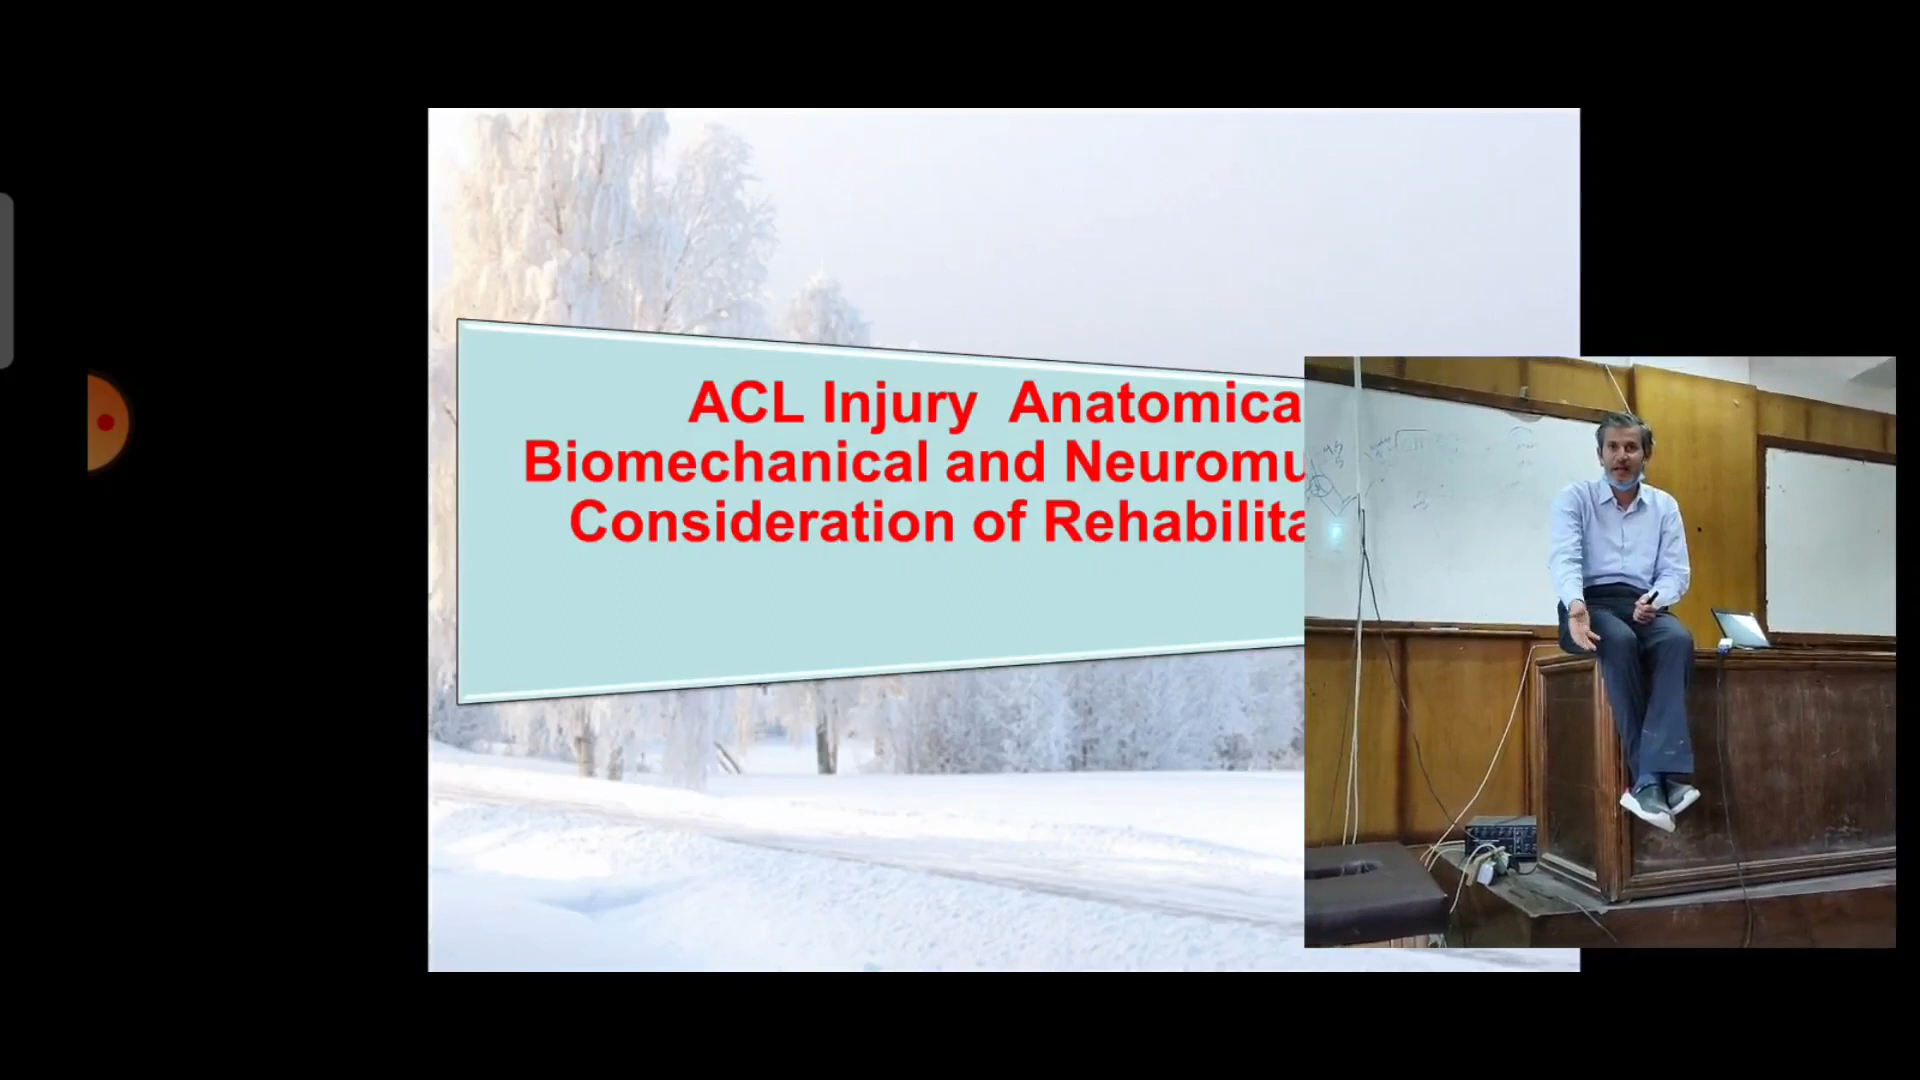 ACL Injury Anatomica
Biomechanical and Neuromu
Consideration of Rehabilita